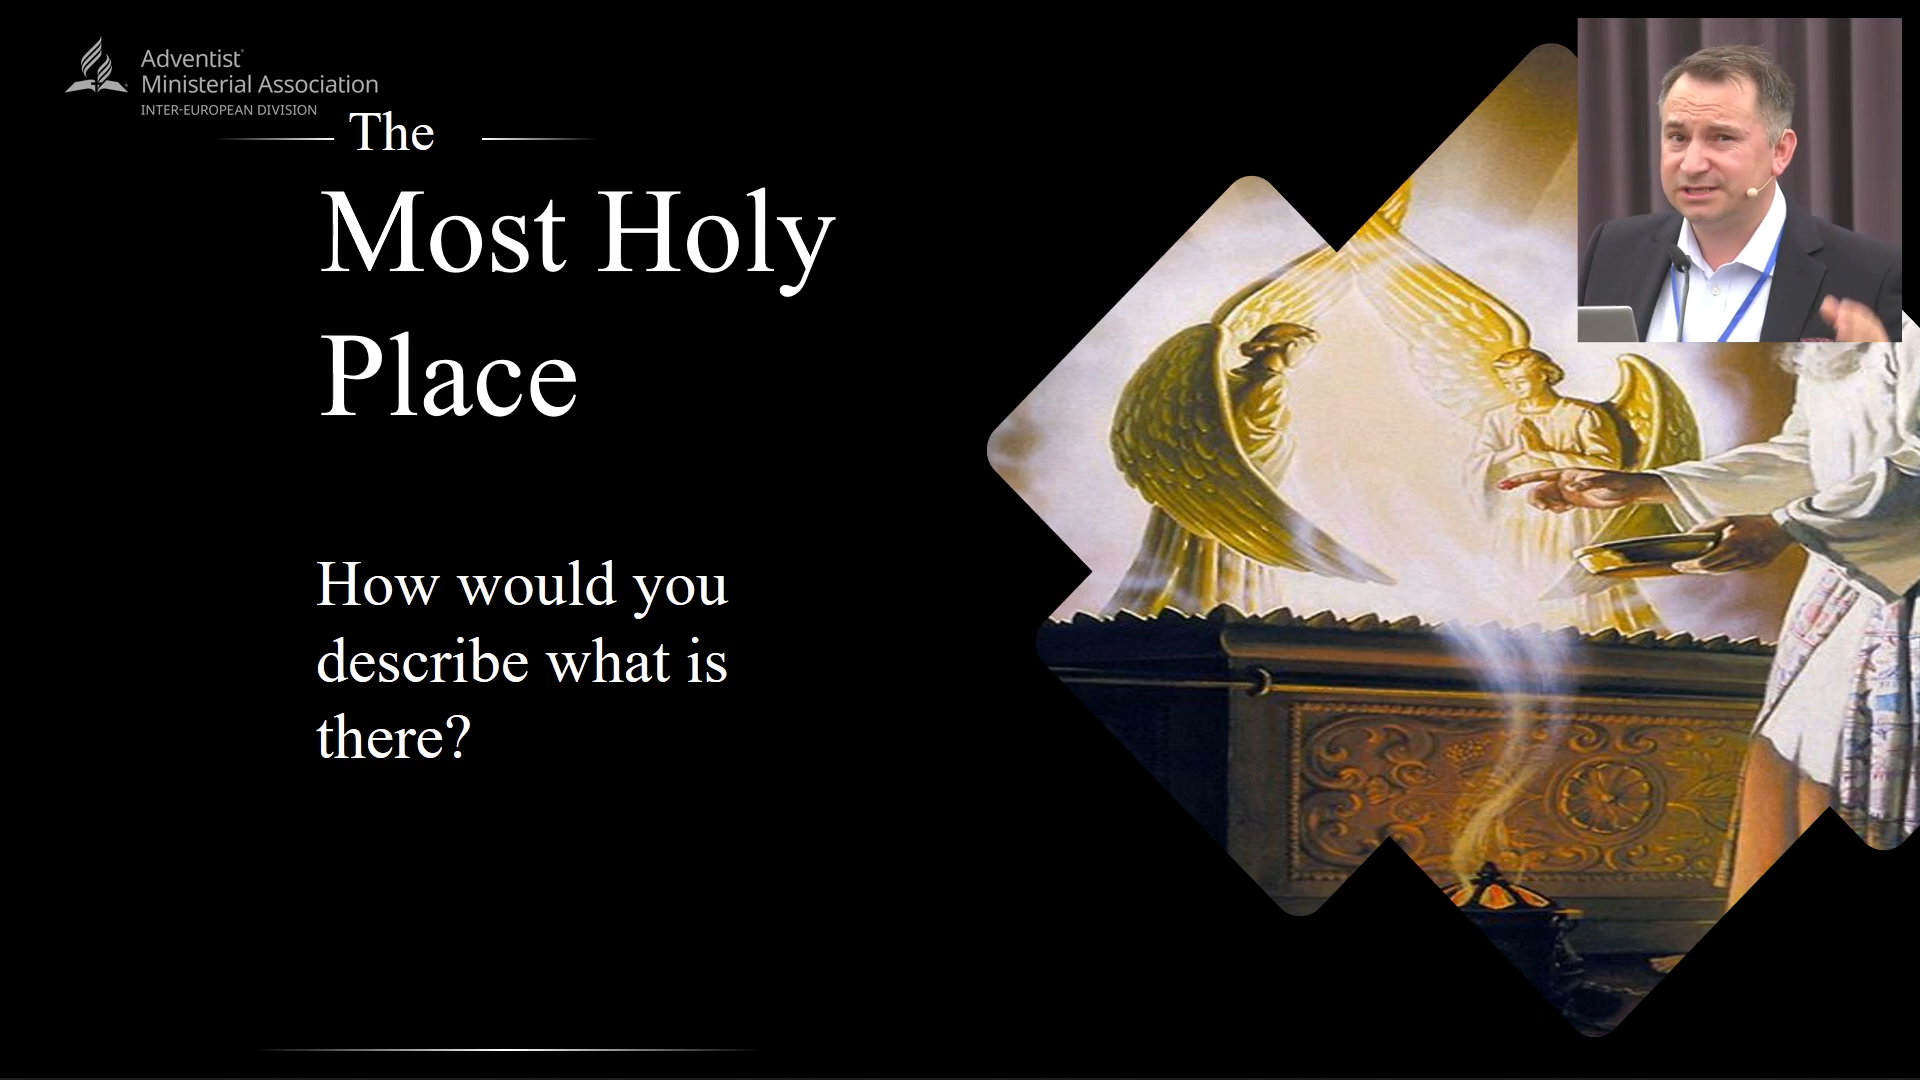 Adventist
Ministerial Association
INTER-EUROPEAN DIVISION
The
Most Holy
Place
How would you
describe what is
there?